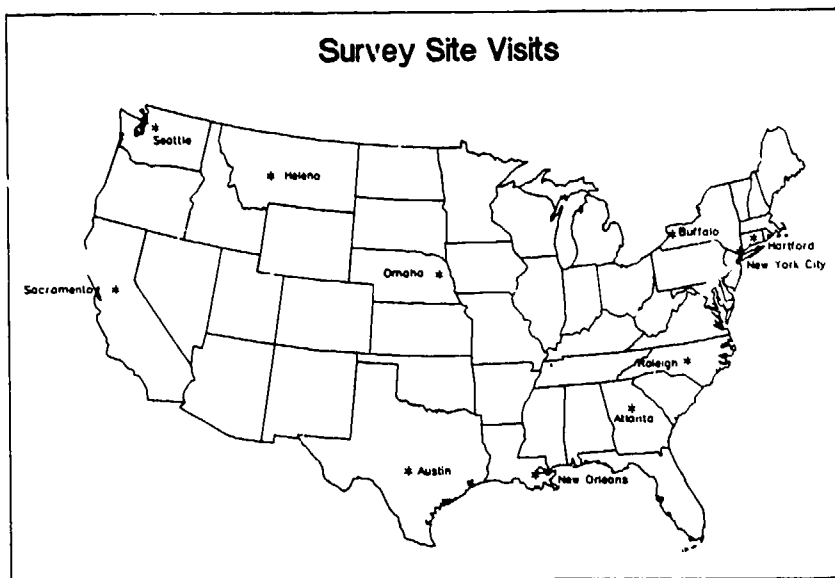 Survey Site Visits
Seattle
Helena
Buffalo
Hartford
New York City
Omaha
Sacramento
Raleigh
Atlanta
Austin
New Orleans